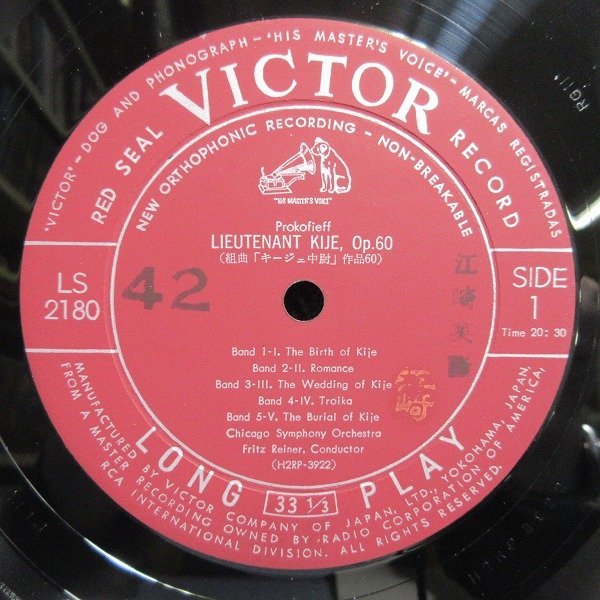 'VICTOR' – DOG AND PHONOGRAPH – 'HIS MASTER'S VOICE' – MARCAS REGISTRADAS
RED SEAL VICTOR RECORD
NEW ORTHOPHONIC RECORDING – NON-BREAKABLE
"HIS MASTER'S VOICE"
Prokofieff
LIEUTENANT KIJE, Op.60
(組曲「キージェ中尉」作品60)
LS
2180
42
SIDE
1
Time 20: 30
Band 1-I. The Birth of Kije
Band 2-II. Romance
Band 3-III. The Wedding of Kije
Band 4-IV. Troika
Band 5-V. The Burial of Kije
Chicago Symphony Orchestra
Fritz Reiner, Conductor
(H2RP-3922)
LONG 33 1/3 PLAY
MANUFACTURED BY VICTOR COMPANY OF JAPAN, LTD., YOKOHAMA, JAPAN
FROM A MASTER RECORDING OWNED BY RADIO CORPORATION OF AMERICA,
RCA INTERNATIONAL DIVISION. ALL RIGHTS RESERVED.